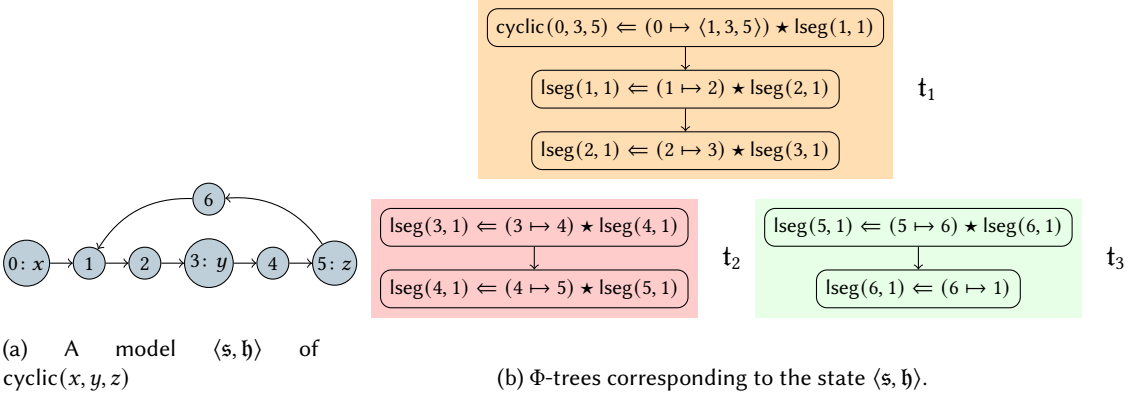 cyclic(0, 3, 5) ⇐ (0 ↦ ⟨1, 3, 5⟩) ⋆ lseg(1, 1)
lseg(1, 1) ⇐ (1 ↦ 2) ⋆ lseg(2, 1)
𝔱₁
lseg(2, 1) ⇐ (2 ↦ 3) ⋆ lseg(3, 1)
6
0: x
1
2
3: y
4
5: z
lseg(3, 1) ⇐ (3 ↦ 4) ⋆ lseg(4, 1)
𝔱₂
lseg(4, 1) ⇐ (4 ↦ 5) ⋆ lseg(5, 1)
lseg(5, 1) ⇐ (5 ↦ 6) ⋆ lseg(6, 1)
𝔱₃
lseg(6, 1) ⇐ (6 ↦ 1)
(a) A model ⟨𝔰, 𝔥⟩ of
cyclic(x, y, z)
(b) Φ-trees corresponding to the state ⟨𝔰, 𝔥⟩.